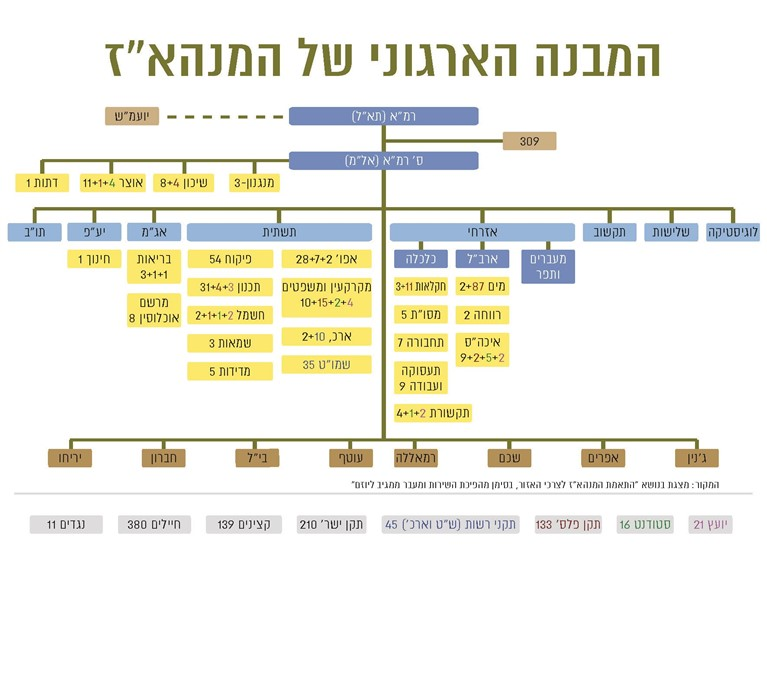 המבנה הארגוני של המנהא"ז
רמ"א (תא"ל)
יועמ"ש
309
ס' רמ"א (אל"מ)
מנגנון-3
שיכון 4+8
אוצר 4+1+11
דתות 1
לוגיסטיקה
שלישות
תקשוב
אזרחי
תשתית
אג"מ
יע"פ
תו"ב
מעברים
ותפר
ארב"ל
כלכלה
מים 87+2
רווחה 2
איכה"ס
9+2+5+2
חקלאות 11+3
מסו"ת 5
תחבורה 7
תעסוקה
ועבודה 9
תקשורת 2+1+4
אפו' 2+7+28
מקרקעין ומשפטים
10+15+2+4
ארכ, 10+2
שמו"ט 35
פיקוח 54
תכנון 3+4+31
חשמל 2+1+1+2
שמאות 3
מדידות 5
בריאות
3+1+1
מרשם
אוכלוסין 8
חינוך 1
ג'נין
אפרים
שכם
רמאללה
עוטף
בי"ל
חברון
יריחו
המקור: מצגת בנושא "התאמת המנהא"ז לצרכי האזור, בסימן מהפיכת השירות ומעבר ממגיב ליוזם"
יועץ 21
סטודנט 16
תקן פלס' 133
תקני רשות (ש"ט וארכ') 45
תקן ישר' 210
קצינים 139
חיילים 380
נגדים 11